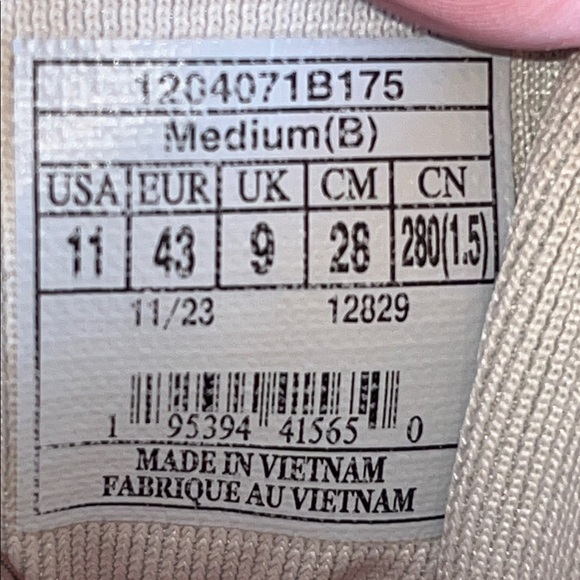 1204071B175
Medium(B)
USA EUR UK CM CN
11 43 9 28 280(1.5)
11/23 12829
1 95394 41565 0
MADE IN VIETNAM
FABRIQUE AU VIETNAM